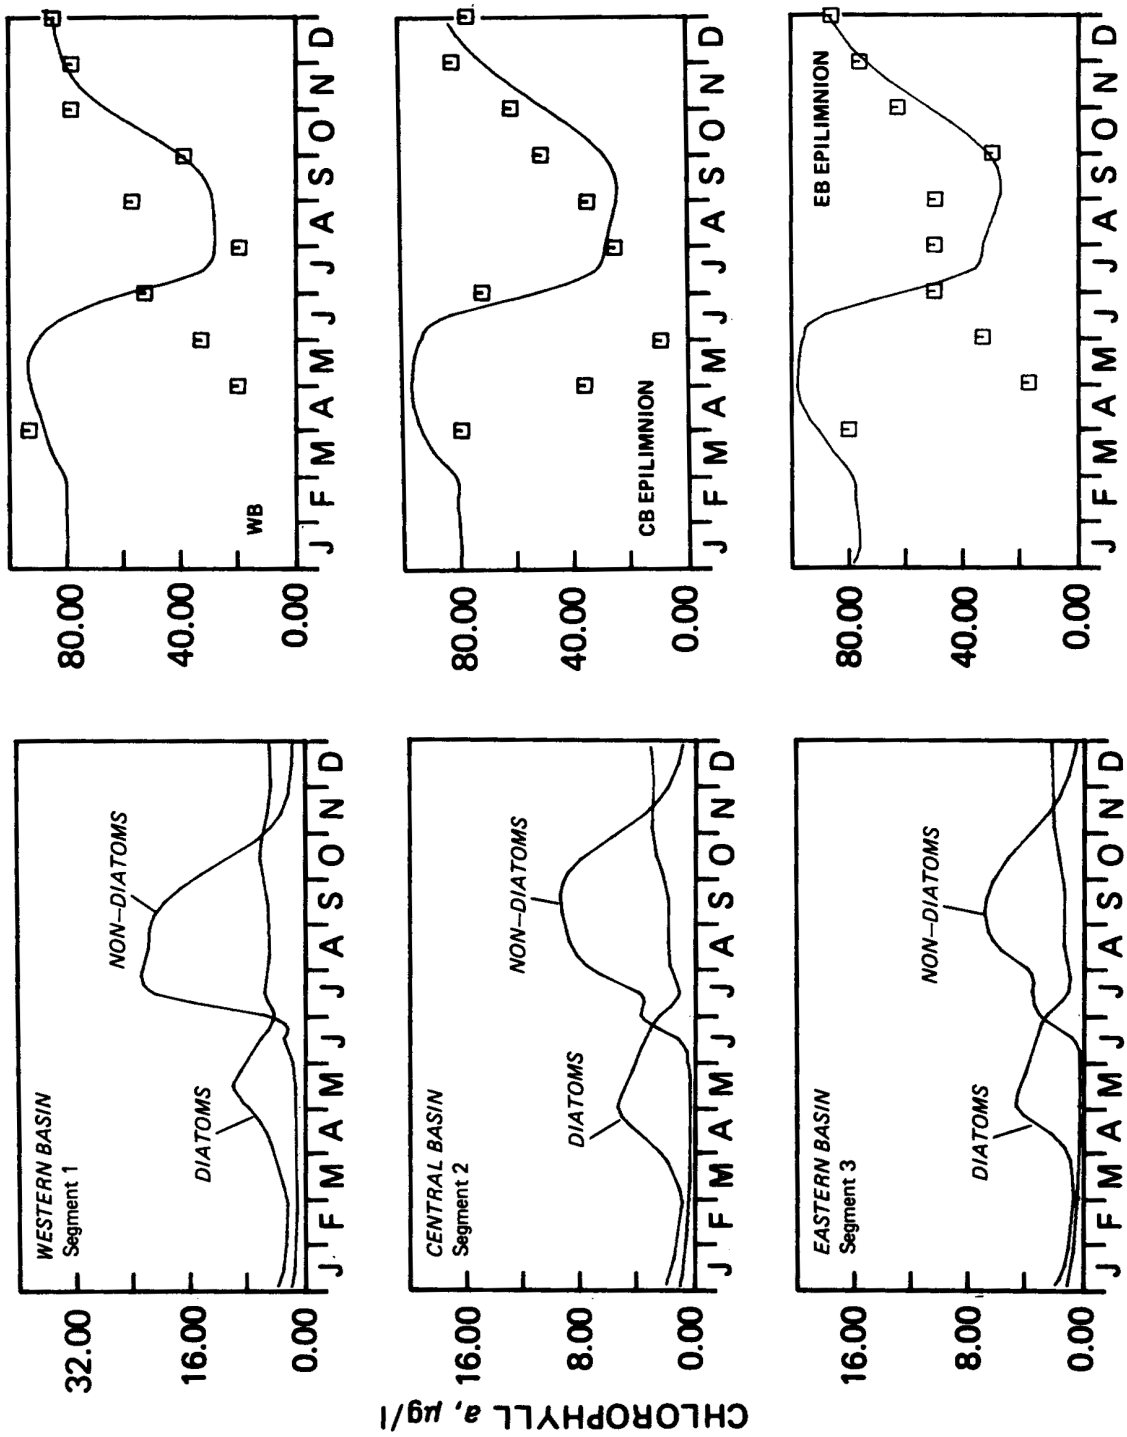 CHLOROPHYLL a, µg/l
WESTERN BASIN
Segment 1
32.00
16.00
0.00
DIATOMS
NON–DIATOMS
J F M A M J J A S O N D
CENTRAL BASIN
Segment 2
16.00
8.00
0.00
DIATOMS
NON–DIATOMS
J F M A M J J A S O N D
EASTERN BASIN
Segment 3
16.00
8.00
0.00
DIATOMS
NON–DIATOMS
J F M A M J J A S O N D
80.00
40.00
0.00
WB
J F M A M J J A S O N D
80.00
40.00
0.00
CB EPILIMNION
J F M A M J J A S O N D
80.00
40.00
0.00
EB EPILIMNION
J F M A M J J A S O N D